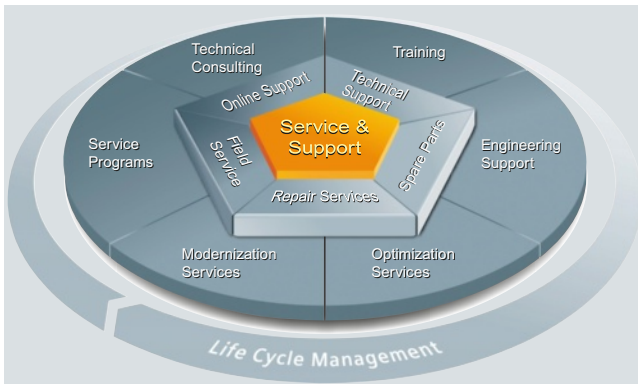 Technical
Consulting
Training
Online Support
Technical
Support
Service
Programs
Field
Service
Service &
Support
Spare Parts
Engineering
Support
Repair Services
Modernization
Services
Optimization
Services
Life Cycle Management